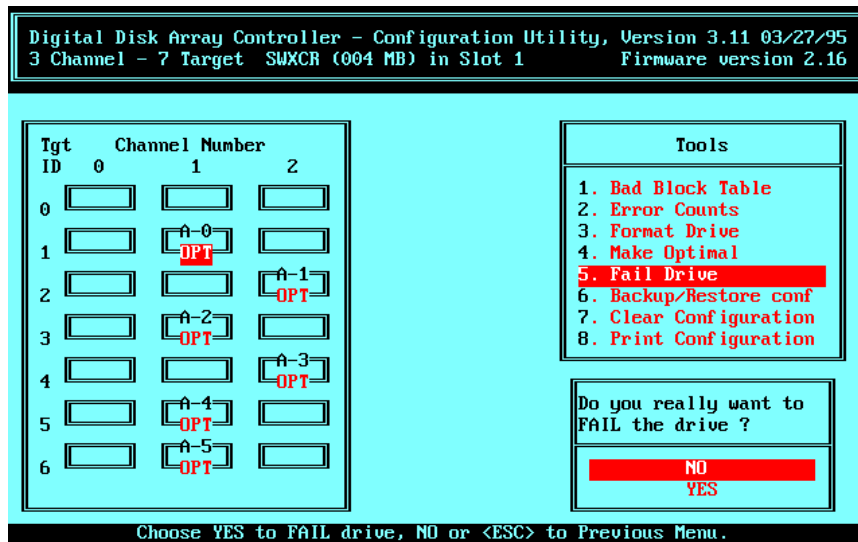 Digital Disk Array Controller – Configuration Utility, Version 3.11 03/27/95
3 Channel – 7 Target SWXCR (004 MB) in Slot 1 Firmware version 2.16
Tgt Channel Number
ID 0 1 2
0
A-0
1 OPT
A-1
2 OPT
A-2
3 OPT
A-3
4 OPT
A-4
5 OPT
A-5
6 OPT
Tools
1. Bad Block Table
2. Error Counts
3. Format Drive
4. Make Optimal
5. Fail Drive
6. Backup/Restore conf
7. Clear Configuration
8. Print Configuration
Do you really want to
FAIL the drive ?
NO
YES
Choose YES to FAIL drive, NO or <ESC> to Previous Menu.